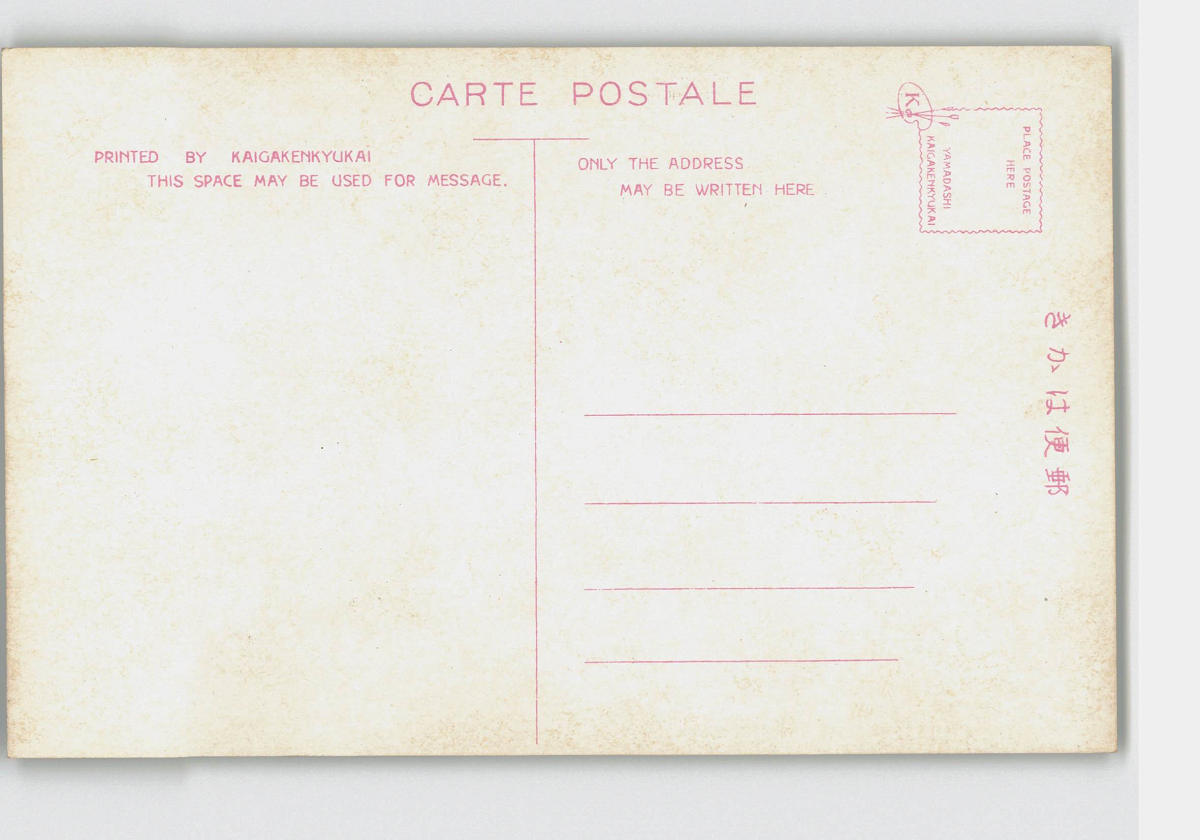 CARTE POSTALE
PRINTED BY KAIGAKENKYUKAI
THIS SPACE MAY BE USED FOR MESSAGE.
ONLY THE ADDRESS
MAY BE WRITTEN HERE
K
PLACE POSTAGE
HERE
YAMADASHI
KAIGAKENKYUKAI
郵便はかき